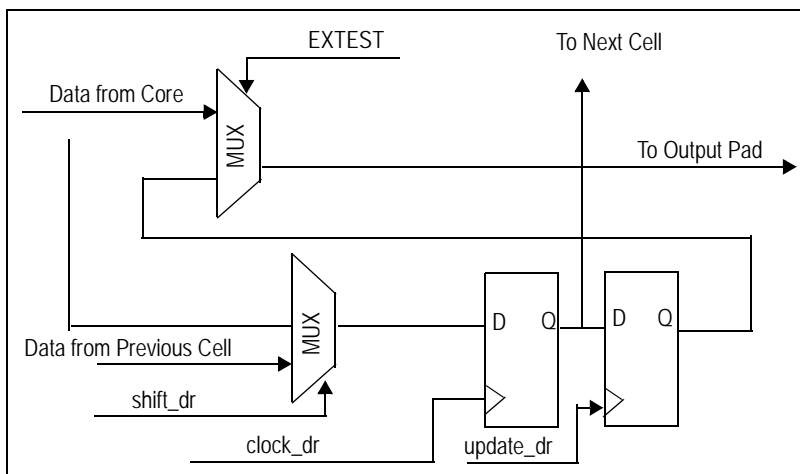 EXTEST
To Next Cell
Data from Core
MUX
To Output Pad
MUX
D Q
D Q
Data from Previous Cell
shift_dr
clock_dr
update_dr